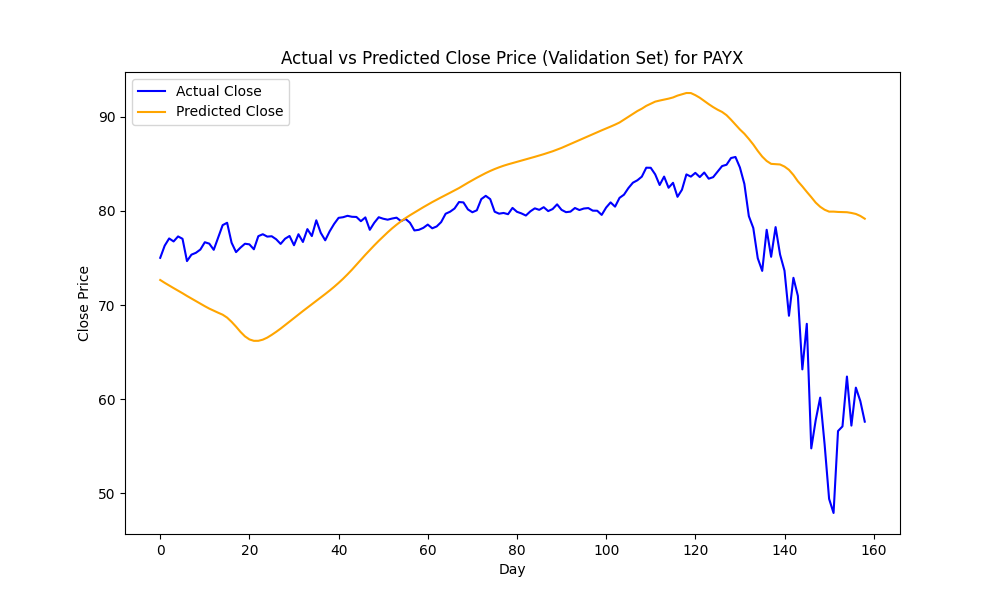 Actual vs Predicted Close Price (Validation Set) for PAYX
Actual Close
Predicted Close
90
80
70
60
50
Close Price
0 20 40 60 80 100 120 140 160
Day